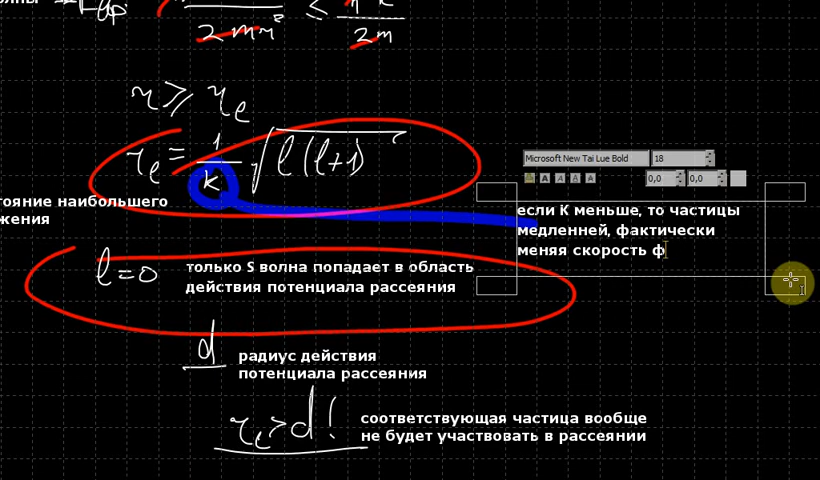 2mr² ≤ 2m
r ≥ r_ℓ
r_ℓ = 1/k √ℓ(ℓ+1)
Microsoft New Tai Lue Bold 18
A A A A
0,0 0,0
тояние наибольшего
жения
если К меньше, то частицы
медленней, фактически
меняя скорость ф
ℓ=0
только S волна попадает в область
действия потенциала рассеяния
d
радиус действия
потенциала рассеяния
r_ℓ>d!
соответствующая частица вообще
не будет участвовать в рассеянии